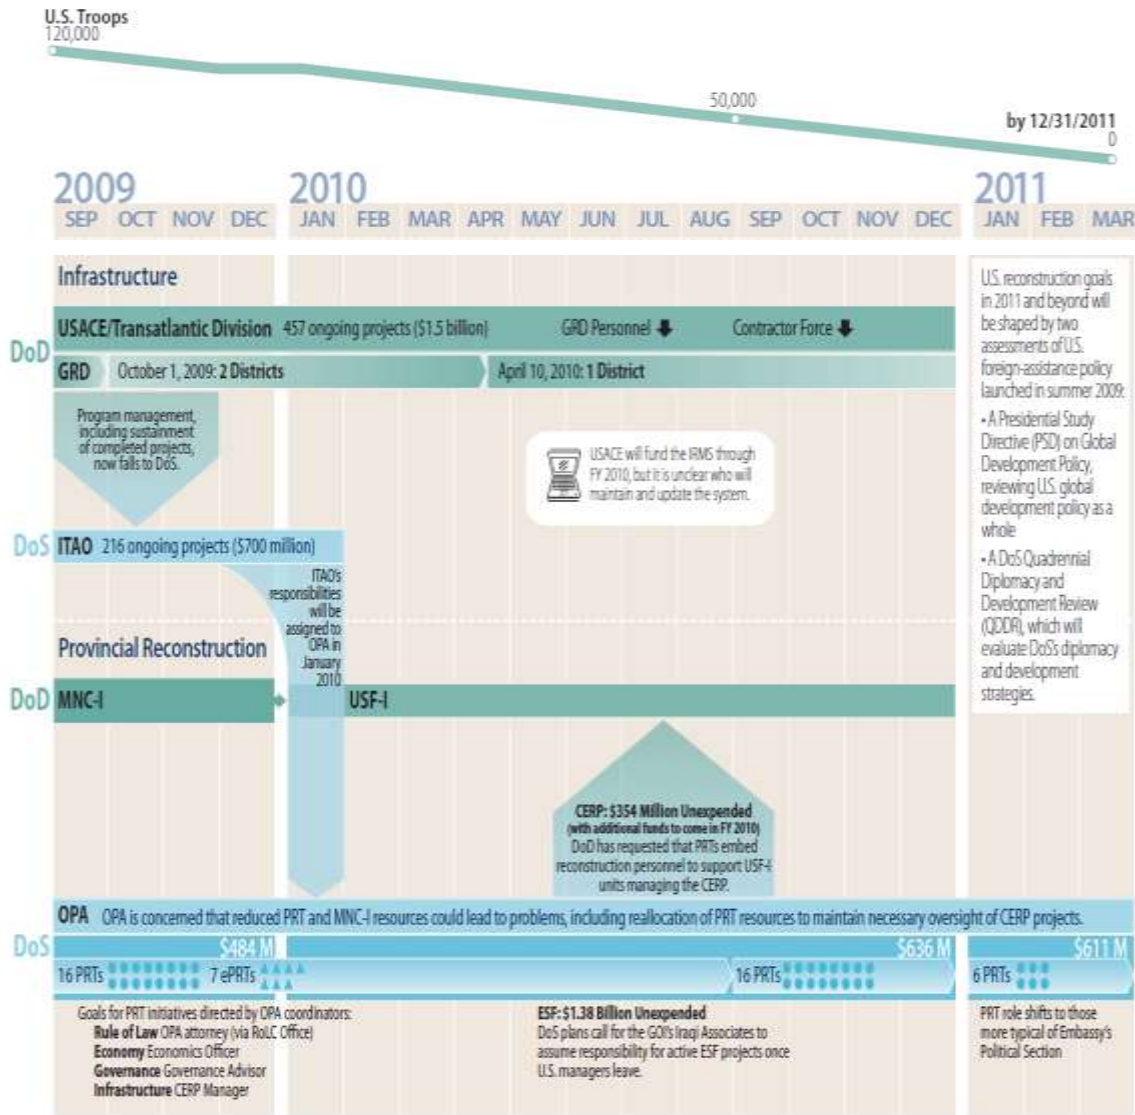 U.S. Troops
120,000
50,000
by 12/31/2011
0
2009
2010
2011
SEP OCT NOV DEC JAN FEB MAR APR MAY JUN JUL AUG SEP OCT NOV DEC JAN FEB MAR
Infrastructure
DoD
USACE/Transatlantic Division 457 ongoing projects ($1.5 billion) GRD Personnel Contractor Force
GRD October 1, 2009: 2 Districts April 10, 2010: 1 District
Program management,
including sustainment
of completed projects,
now falls to DoS.
USACE will fund the IRMS through
FY 2010, but it is unclear who will
maintain and update the system.
DoS ITAO 216 ongoing projects ($700 million)
ITAO's
responsibilities
will be
assigned to
OPA in
January
2010
Provincial Reconstruction
DoD MNC-I USF-I
CERP: $354 Million Unexpended
(with additional funds to come in FY 2010)
DoD has requested that PRTs embed
reconstruction personnel to support USF-I
units managing the CERP.
U.S. reconstruction goals
in 2011 and beyond will
be shaped by two
assessments of U.S.
foreign-assistance policy
launched in summer 2009:
• A Presidential Study
Directive (PSD) on Global
Development Policy,
reviewing U.S. global
development policy as a
whole
• A DoS Quadrennial
Diplomacy and
Development Review
(QDDR), which will
evaluate DoS's diplomacy
and development
strategies.
OPA OPA is concerned that reduced PRT and MNC-I resources could lead to problems, including reallocation of PRT resources to maintain necessary oversight of CERP projects.
DoS
$484 M $636 M $611 M
16 PRTs 7 ePRTs 16 PRTs 6 PRTs
Goals for PRT initiatives directed by OPA coordinators:
Rule of Law OPA attorney (via RoLC Office)
Economy Economics Officer
Governance Governance Advisor
Infrastructure CERP Manager
ESF: $1.38 Billion Unexpended
DoS plans call for the GOI's Iraqi Associates to
assume responsibility for active ESF projects once
U.S. managers leave.
PRT role shifts to those
more typical of Embassy's
Political Section